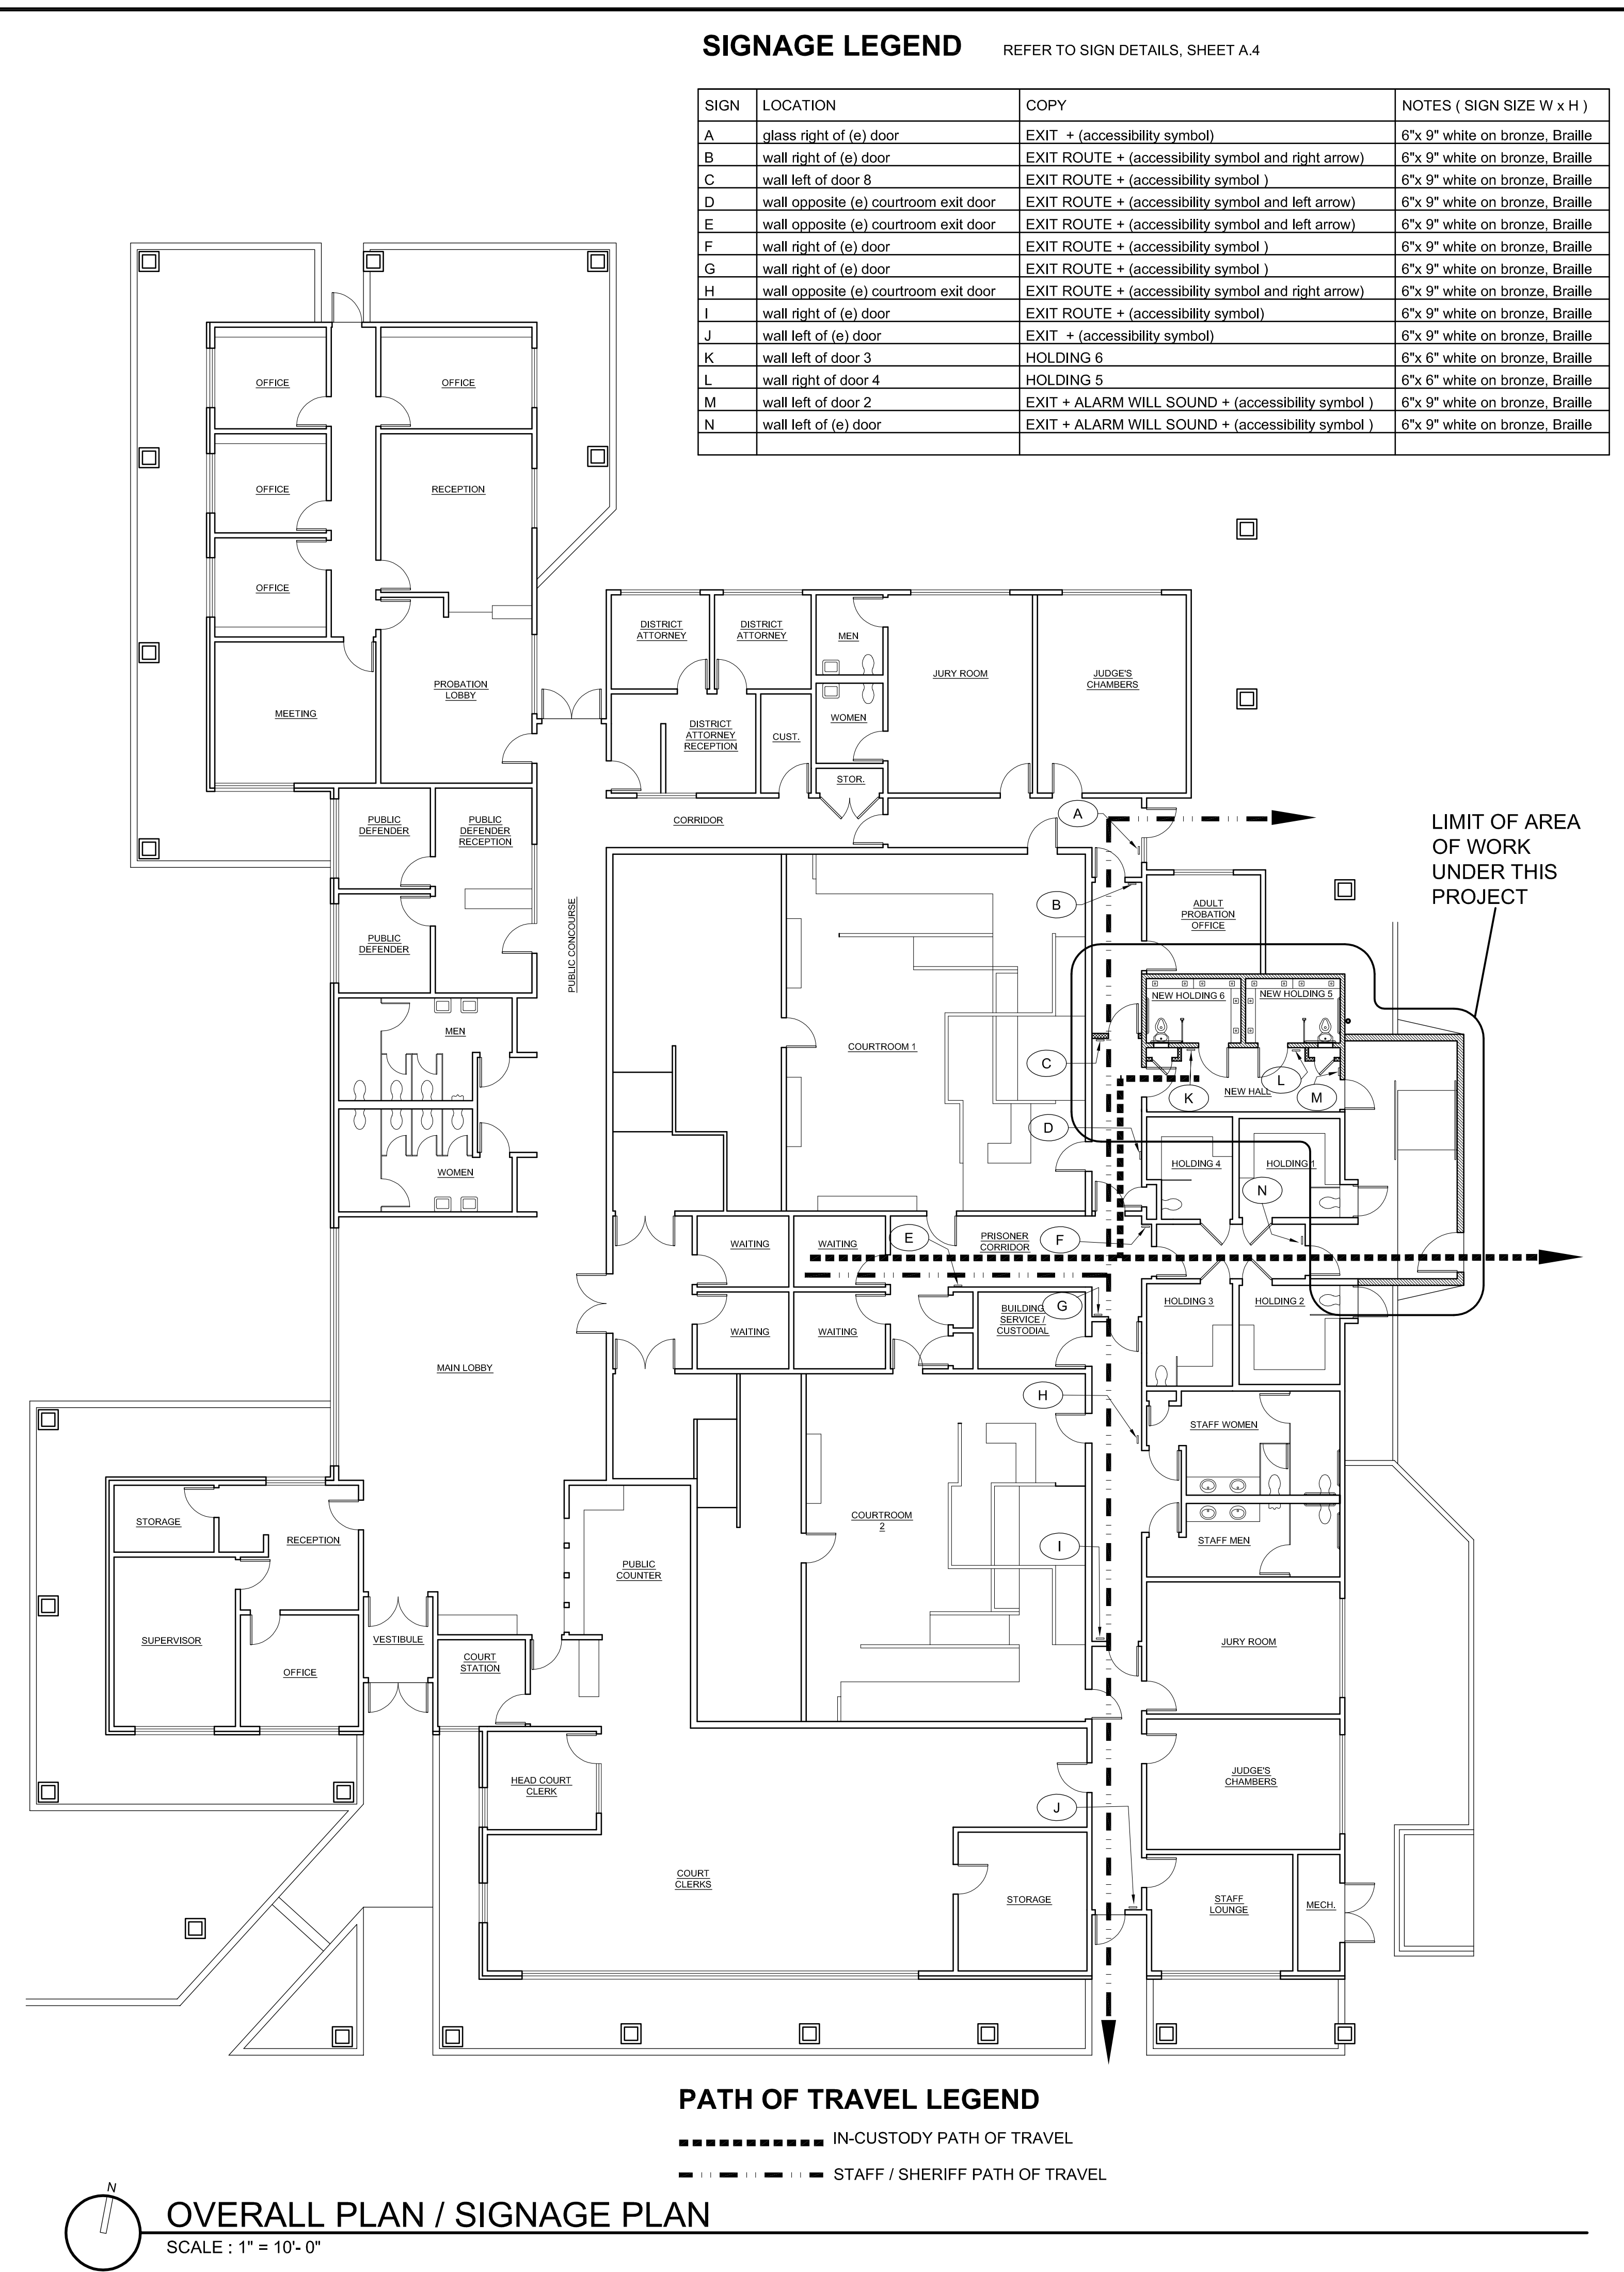 SIGNAGE LEGEND REFER TO SIGN DETAILS, SHEET A.4
SIGN LOCATION COPY NOTES ( SIGN SIZE W x H )
A glass right of (e) door EXIT + (accessibility symbol) 6"x 9" white on bronze, Braille
B wall right of (e) door EXIT ROUTE + (accessibility symbol and right arrow) 6"x 9" white on bronze, Braille
C wall left of door 8 EXIT ROUTE + (accessibility symbol ) 6"x 9" white on bronze, Braille
D wall opposite (e) courtroom exit door EXIT ROUTE + (accessibility symbol and left arrow) 6"x 9" white on bronze, Braille
E wall opposite (e) courtroom exit door EXIT ROUTE + (accessibility symbol and left arrow) 6"x 9" white on bronze, Braille
F wall right of (e) door EXIT ROUTE + (accessibility symbol ) 6"x 9" white on bronze, Braille
G wall right of (e) door EXIT ROUTE + (accessibility symbol ) 6"x 9" white on bronze, Braille
H wall opposite (e) courtroom exit door EXIT ROUTE + (accessibility symbol and right arrow) 6"x 9" white on bronze, Braille
I wall right of (e) door EXIT ROUTE + (accessibility symbol) 6"x 9" white on bronze, Braille
J wall left of (e) door EXIT + (accessibility symbol) 6"x 9" white on bronze, Braille
K wall left of door 3 HOLDING 6 6"x 6" white on bronze, Braille
L wall right of door 4 HOLDING 5 6"x 6" white on bronze, Braille
M wall left of door 2 EXIT + ALARM WILL SOUND + (accessibility symbol ) 6"x 9" white on bronze, Braille
N wall left of (e) door EXIT + ALARM WILL SOUND + (accessibility symbol ) 6"x 9" white on bronze, Braille
OFFICE
OFFICE
OFFICE
RECEPTION
OFFICE
PROBATION
LOBBY
MEETING
DISTRICT
ATTORNEY
DISTRICT
ATTORNEY
MEN
JURY ROOM
JUDGE'S
CHAMBERS
DISTRICT
ATTORNEY
RECEPTION
CUST.
WOMEN
STOR.
CORRIDOR
PUBLIC
DEFENDER
PUBLIC
DEFENDER
RECEPTION
PUBLIC
DEFENDER
PUBLIC CONCOURSE
A
B
ADULT
PROBATION
OFFICE
LIMIT OF AREA
OF WORK
UNDER THIS
PROJECT
NEW HOLDING 6
NEW HOLDING 5
MEN
COURTROOM 1
C
K
NEW HALL
L
M
D
WOMEN
HOLDING 4
HOLDING 1
N
WAITING
WAITING
E
PRISONER
CORRIDOR
F
WAITING
WAITING
BUILDING
SERVICE /
CUSTODIAL
G
HOLDING 3
HOLDING 2
MAIN LOBBY
H
STAFF WOMEN
STORAGE
RECEPTION
COURTROOM
2
I
STAFF MEN
PUBLIC
COUNTER
SUPERVISOR
OFFICE
VESTIBULE
COURT
STATION
JURY ROOM
HEAD COURT
CLERK
JUDGE'S
CHAMBERS
J
COURT
CLERKS
STORAGE
STAFF
LOUNGE
MECH.
PATH OF TRAVEL LEGEND
IN-CUSTODY PATH OF TRAVEL
STAFF / SHERIFF PATH OF TRAVEL
N
OVERALL PLAN / SIGNAGE PLAN
SCALE : 1" = 10'- 0"